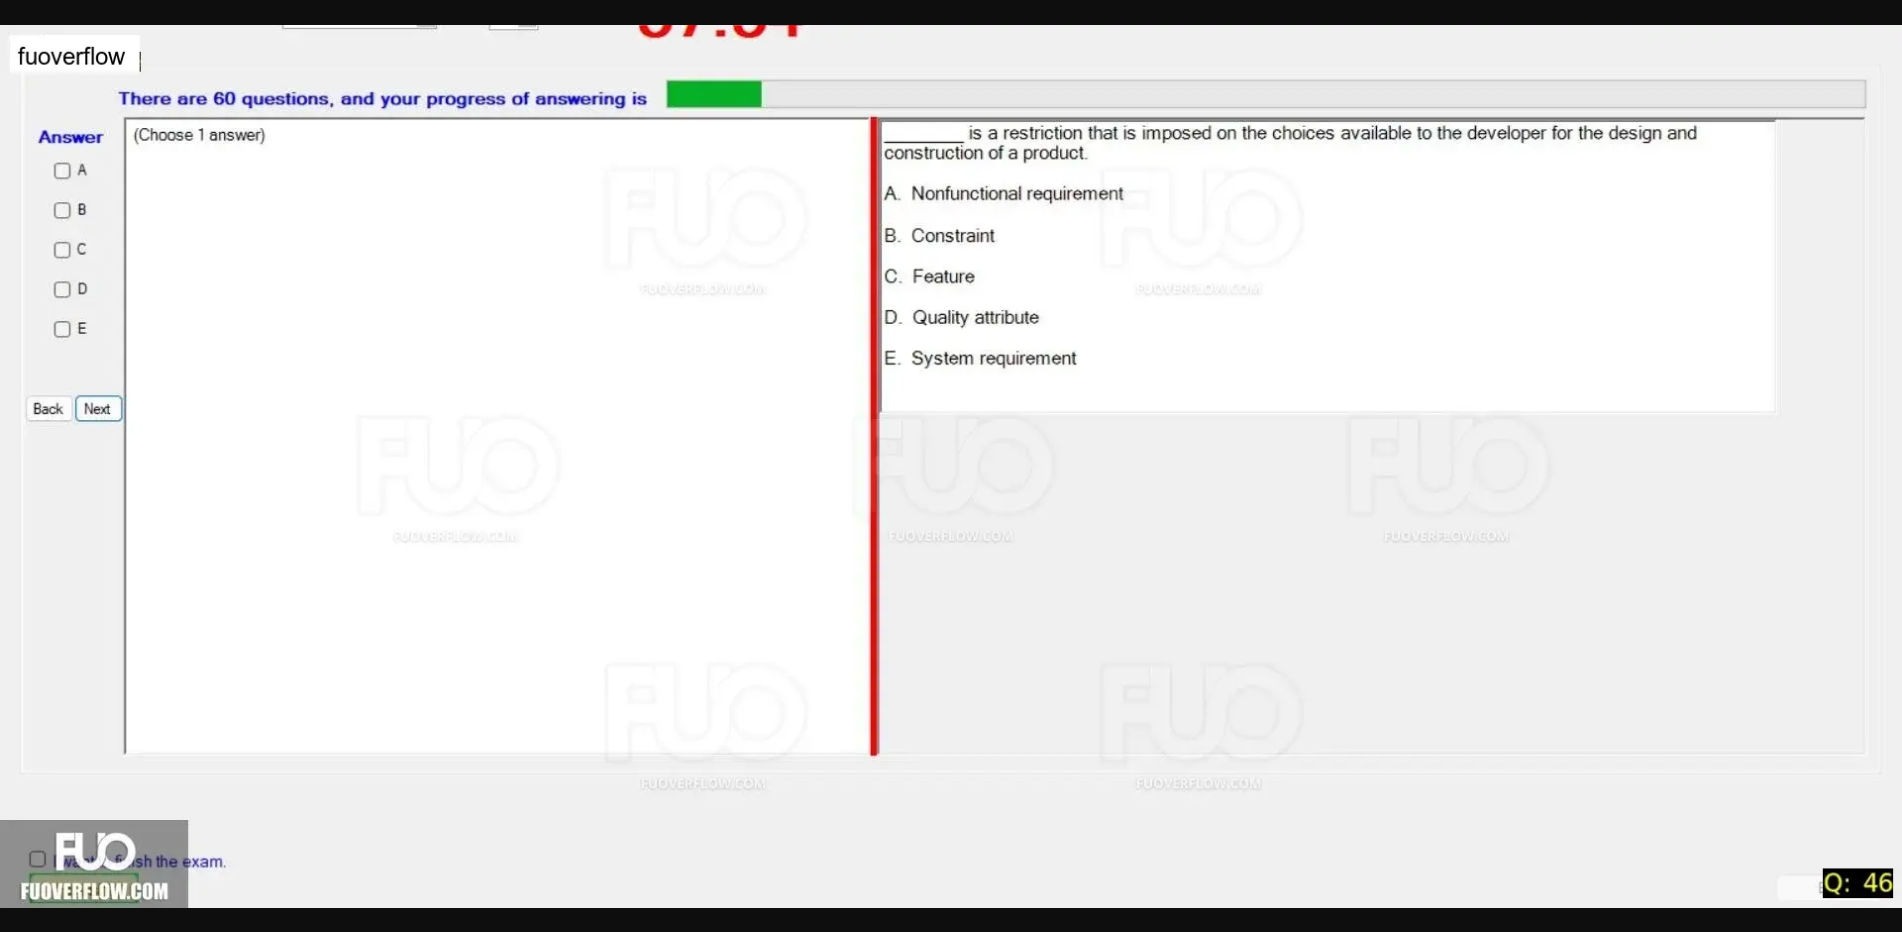 fuoverflow
There are 60 questions, and your progress of answering is
Answer
(Choose 1 answer)
A
B
C
D
E
Back Next
________ is a restriction that is imposed on the choices available to the developer for the design and
construction of a product.
A. Nonfunctional requirement
B. Constraint
C. Feature
D. Quality attribute
E. System requirement
FUO
FUOVERFLOW.COM
FUO
FUOVERFLOW.COM
FUO
FUOVERFLOW.COM
FUO
FUOVERFLOW.COM
FUO
FUOVERFLOW.COM
FUO
FUOVERFLOW.COM
FUO
FUOVERFLOW.COM
FUO
the exam.
FUOVERFLOW.COM
Q: 46